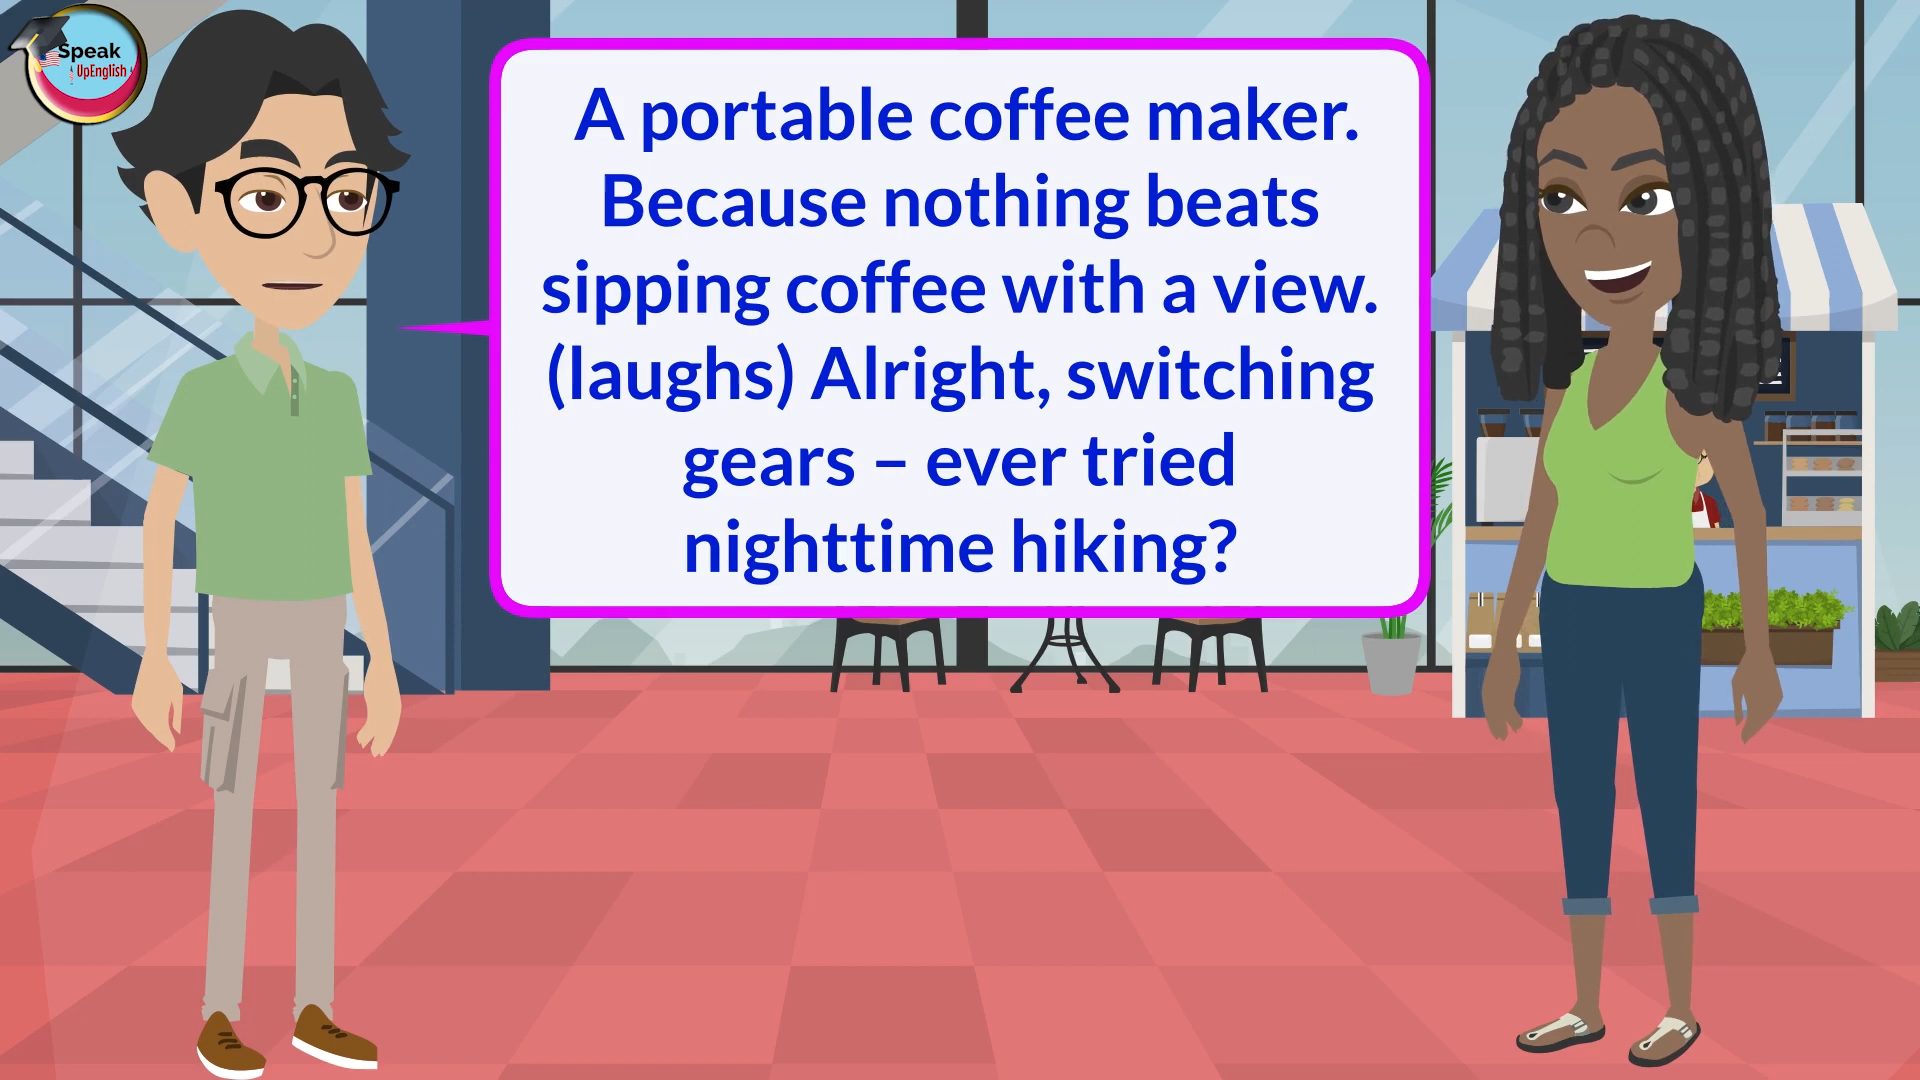 Speak
UpEnglish
A portable coffee maker.
Because nothing beats
sipping coffee with a view.
(laughs) Alright, switching
gears – ever tried
nighttime hiking?